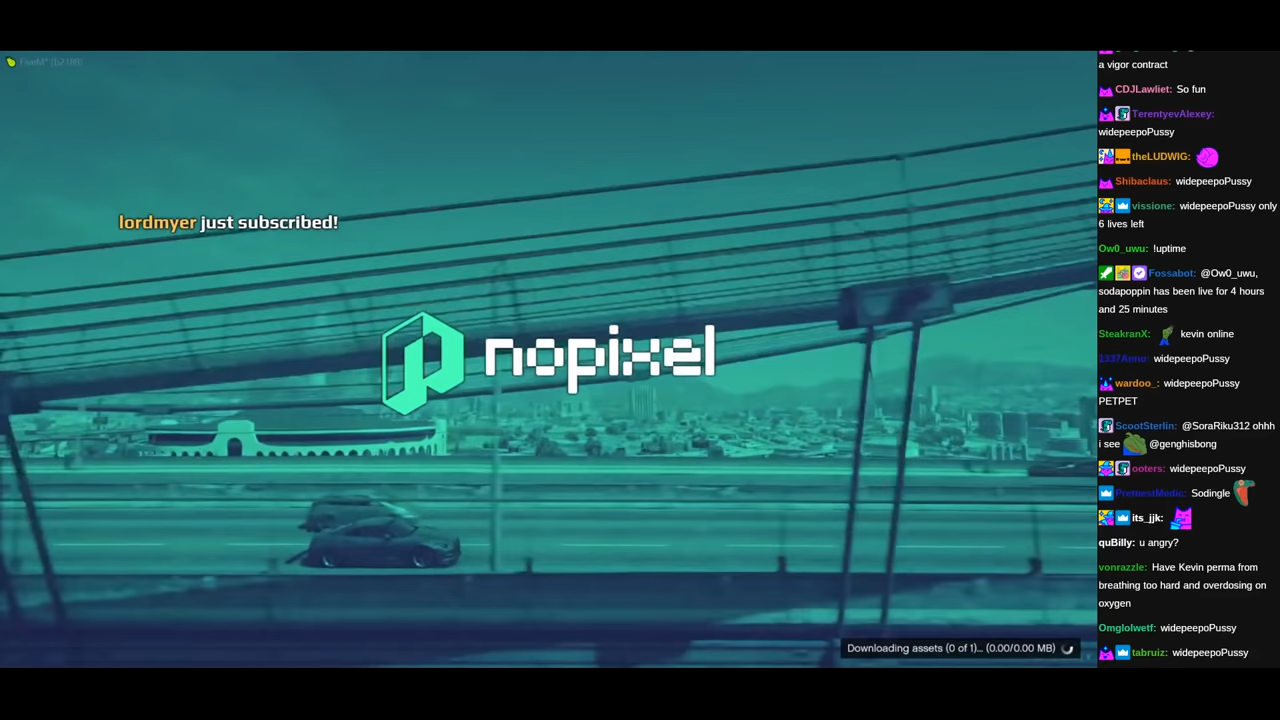 FiveM*
lordmyer just subscribed!
nopixel
Downloading assets (0 of 1)... (0.00/0.00 MB)
a vigor contract
CDJLawliet: So fun
TerentyevAlexey:
widepeepoPussy
theLUDWIG:
Shibaclaus: widepeepoPussy
vissione: widepeepoPussy only
6 lives left
Ow0_uwu: !uptime
Fossabot: @Ow0_uwu,
sodapoppin has been live for 4 hours
and 25 minutes
SteakranX: kevin online
1337Anno: widepeepoPussy
wardoo_: widepeepoPussy
PETPET
ScootSterlin: @SoraRiku312 ohhh
i see @genghisbong
ooters: widepeepoPussy
PrettiestMedic: Sodingle
its_jjk:
quBilly: u angry?
vonrazzle: Have Kevin perma from
breathing too hard and overdosing on
oxygen
Omglolwetf: widepeepoPussy
tabruiz: widepeepoPussy